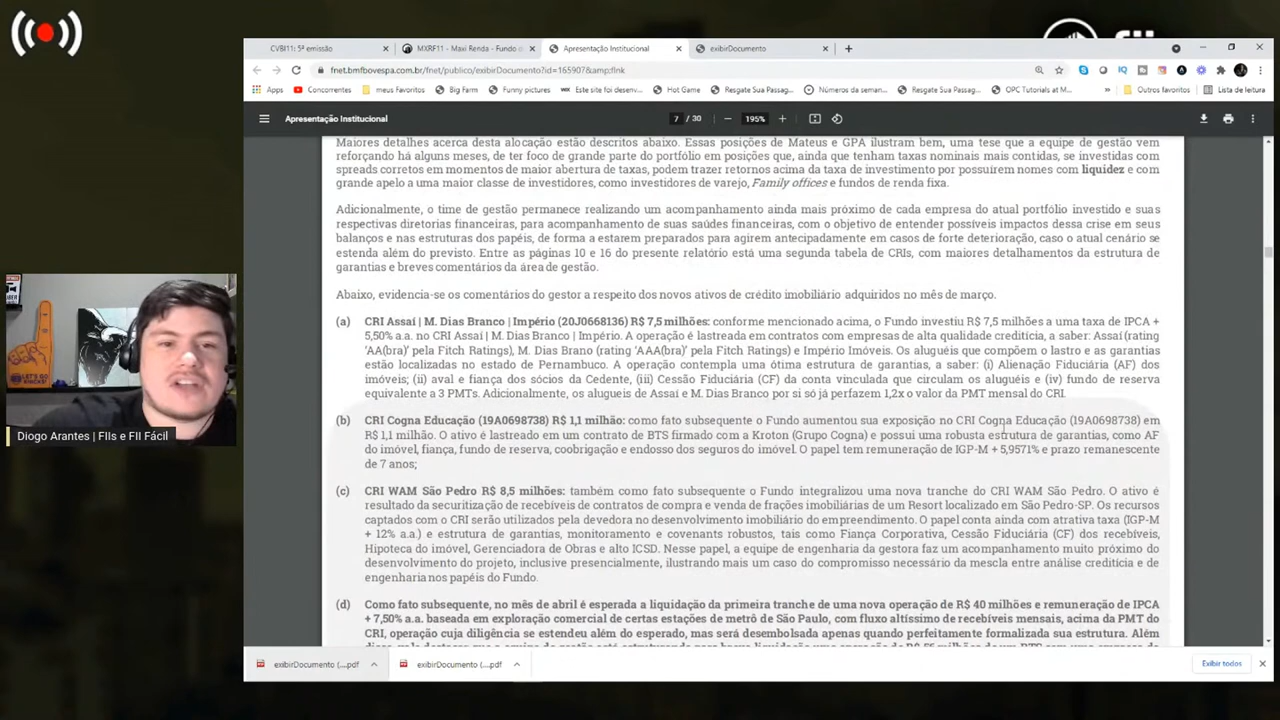 CVBI11: 5ª emissão
MXRF11 - Maxi Renda - Fundo
Apresentação Institucional
exibirDocumento
fnet.bmfbovespa.com.br/fnet/publico/exibirDocumento?id=165907&amp;flnk
Apps
Concorrentes
meus Favoritos
Big Farm
Funny pictures
Este site foi desenv...
Hot Game
Resgate Sua Passag...
Números da seman...
Resgate Sua Passag...
OPC Tutorials at M...
Outros favoritos
Lista de leitura
Apresentação Institucional
7 / 30
195%
Maiores detalhes acerca desta alocação estão descritos abaixo. Essas posições de Mateus e GPA ilustram bem, uma tese que a equipe de gestão vem
reforçando há alguns meses, de ter foco de grande parte do portfólio em posições que, ainda que tenham taxas nominais mais contidas, se investidas com
spreads corretos em momentos de maior abertura de taxas, podem trazer retornos acima da taxa de investimento por possuírem nomes com liquidez e com
grande apelo a uma maior classe de investidores, como investidores de varejo, Family offices e fundos de renda fixa.
Adicionalmente, o time de gestão permanece realizando um acompanhamento ainda mais próximo de cada empresa do atual portfólio investido e suas
respectivas diretorias financeiras, para acompanhamento de suas saúdes financeiras, com o objetivo de entender possíveis impactos dessa crise em seus
balanços e nas estruturas dos papéis, de forma a estarem preparados para agirem antecipadamente em casos de forte deterioração, caso o atual cenário se
estenda além do previsto. Entre as páginas 10 e 16 do presente relatório está uma segunda tabela de CRIs, com maiores detalhamentos da estrutura de
garantias e breves comentários da área de gestão.
Abaixo, evidencia-se os comentários do gestor a respeito dos novos ativos de crédito imobiliário adquiridos no mês de março.
(a) CRI Assaí | M. Dias Branco | Império (20J0668136) R$ 7,5 milhões: conforme mencionado acima, o Fundo investiu R$ 7,5 milhões a uma taxa de IPCA +
5,50% a.a. no CRI Assaí | M. Dias Branco | Império. A operação é lastreada em contratos com empresas de alta qualidade creditícia, a saber: Assaí (rating
'AA(bra)' pela Fitch Ratings), M. Dias Brano (rating 'AAA(bra)' pela Fitch Ratings) e Império Imóveis. Os aluguéis que compõem o lastro e as garantias
estão localizados no estado de Pernambuco. A operação contempla uma ótima estrutura de garantias, a saber: (i) Alienação Fiduciária (AF) dos
imóveis; (ii) aval e fiança dos sócios da Cedente, (iii) Cessão Fiduciária (CF) da conta vinculada que circulam os aluguéis e (iv) fundo de reserva
equivalente a 3 PMTs. Adicionalmente, os alugueis de Assaí e M. Dias Branco por si só já perfazem 1,2x o valor da PMT mensal do CRI.
(b) CRI Cogna Educação (19A0698738) R$ 1,1 milhão: como fato subsequente o Fundo aumentou sua exposição no CRI Cogna Educação (19A0698738) em
R$ 1,1 milhão. O ativo é lastreado em um contrato de BTS firmado com a Kroton (Grupo Cogna) e possui uma robusta estrutura de garantias, como AF
do imóvel, fiança, fundo de reserva, coobrigação e endosso dos seguros do imóvel. O papel tem remuneração de IGP-M + 5,9571% e prazo remanescente
de 7 anos;
(c) CRI WAM São Pedro R$ 8,5 milhões: também como fato subsequente o Fundo integralizou uma nova tranche do CRI WAM São Pedro. O ativo é
resultado da securitização de recebíveis de contratos de compra e venda de frações imobiliárias de um Resort localizado em São Pedro-SP. Os recursos
captados com o CRI serão utilizados pela devedora no desenvolvimento imobiliário do empreendimento. O papel conta ainda com atrativa taxa (IGP-M
+ 12% a.a.) e estrutura de garantias, monitoramento e covenants robustos, tais como Fiança Corporativa, Cessão Fiduciária (CF) dos recebíveis,
Hipoteca do imóvel, Gerenciadora de Obras e alto ICSD. Nesse papel, a equipe de engenharia da gestora faz um acompanhamento muito próximo do
desenvolvimento do projeto, inclusive presencialmente, ilustrando mais um caso do compromisso necessário da mescla entre análise creditícia e de
engenharia nos papéis do Fundo.
(d) Como fato subsequente, no mês de abril é esperada a liquidação da primeira tranche de uma nova operação de R$ 40 milhões e remuneração de IPCA
+ 7,50% a.a. baseada em exploração comercial de certas estações de metrô de São Paulo, com fluxo altíssimo de recebíveis mensais, acima da PMT do
CRI, operação cuja diligência se estendeu além do esperado, mas será desembolsada apenas quando perfeitamente formalizada sua estrutura. Além
Diogo Arantes | FIIs e FII Fácil
exibirDocumento (....pdf
exibirDocumento (....pdf
Exibir todos